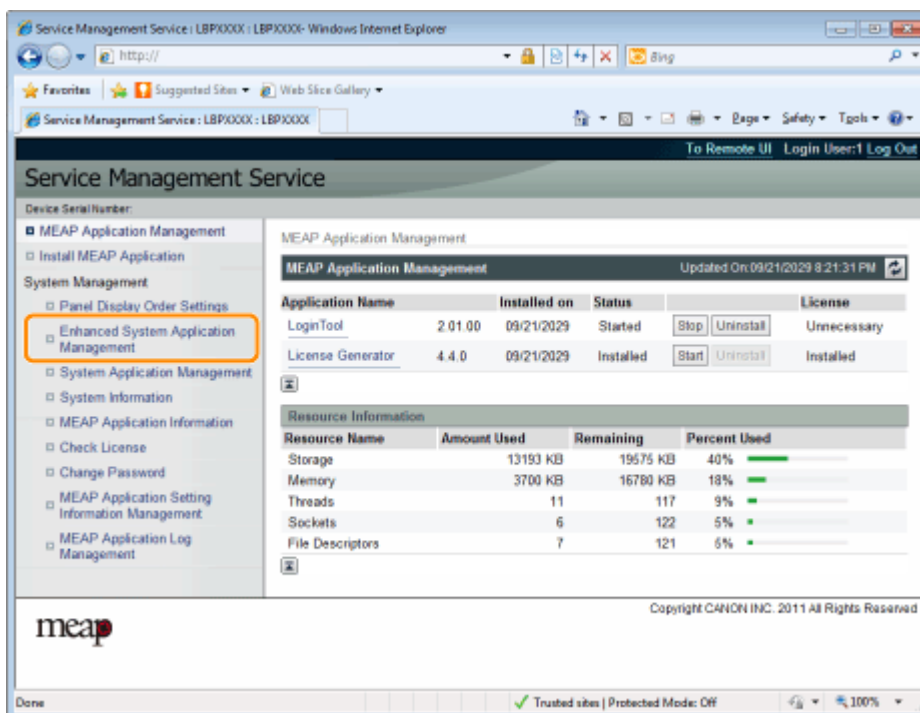 Service Management Service : LBPXXXX : LBPXXXX- Windows Internet Explorer
http://
Bing
Favorites Suggested Sites Web Slice Gallery
Service Management Service : LBPXXXX : LBPXXXX
Page Safety Tools
To Remote UI Login User:1 Log Out
Service Management Service
Device Serial Number:
MEAP Application Management
Install MEAP Application
System Management
Panel Display Order Settings
Enhanced System Application
Management
System Application Management
System Information
MEAP Application Information
Check License
Change Password
MEAP Application Setting
Information Management
MEAP Application Log
Management
MEAP Application Management
MEAP Application Management Updated On:09/21/2029 8:21:31 PM
Application Name Installed on Status License
LoginTool 2.01.00 09/21/2029 Started Stop Uninstall Unnecessary
License Generator 4.4.0 09/21/2029 Installed Start Uninstall Installed
Resource Information
Resource Name Amount Used Remaining Percent Used
Storage 13193 KB 19575 KB 40%
Memory 3700 KB 16780 KB 18%
Threads 11 117 9%
Sockets 6 122 5%
File Descriptors 7 121 6%
Copyright CANON INC. 2011 All Rights Reserved
meap
Done Trusted sites | Protected Mode: Off 100%